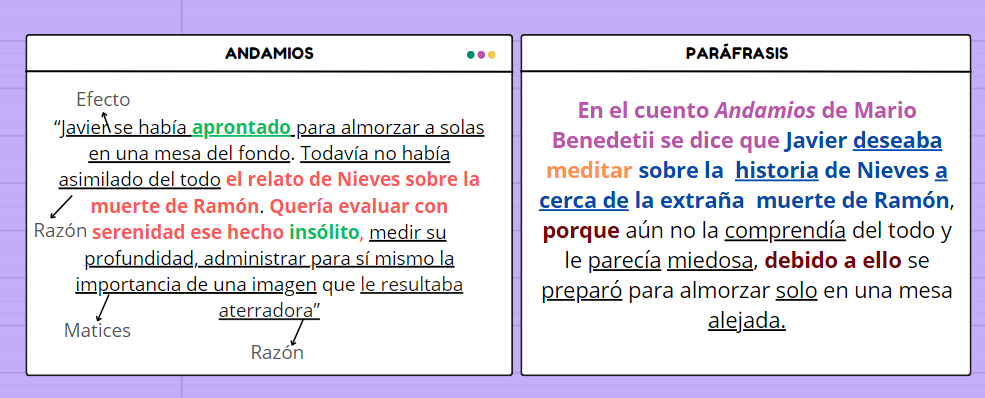 ANDAMIOS
Efecto
“Javier se había aprontado para almorzar a solas
en una mesa del fondo. Todavía no había
asimilado del todo el relato de Nieves sobre la
muerte de Ramón. Quería evaluar con
Razón
serenidad ese hecho insólito, medir su
profundidad, administrar para sí mismo la
importancia de una imagen que le resultaba
aterradora”
Matices
Razón
PARÁFRASIS
En el cuento Andamios de Mario
Benedetii se dice que Javier deseaba
meditar sobre la historia de Nieves a
cerca de la extraña muerte de Ramón,
porque aún no la comprendía del todo y
le parecía miedosa, debido a ello se
preparó para almorzar solo en una mesa
alejada.